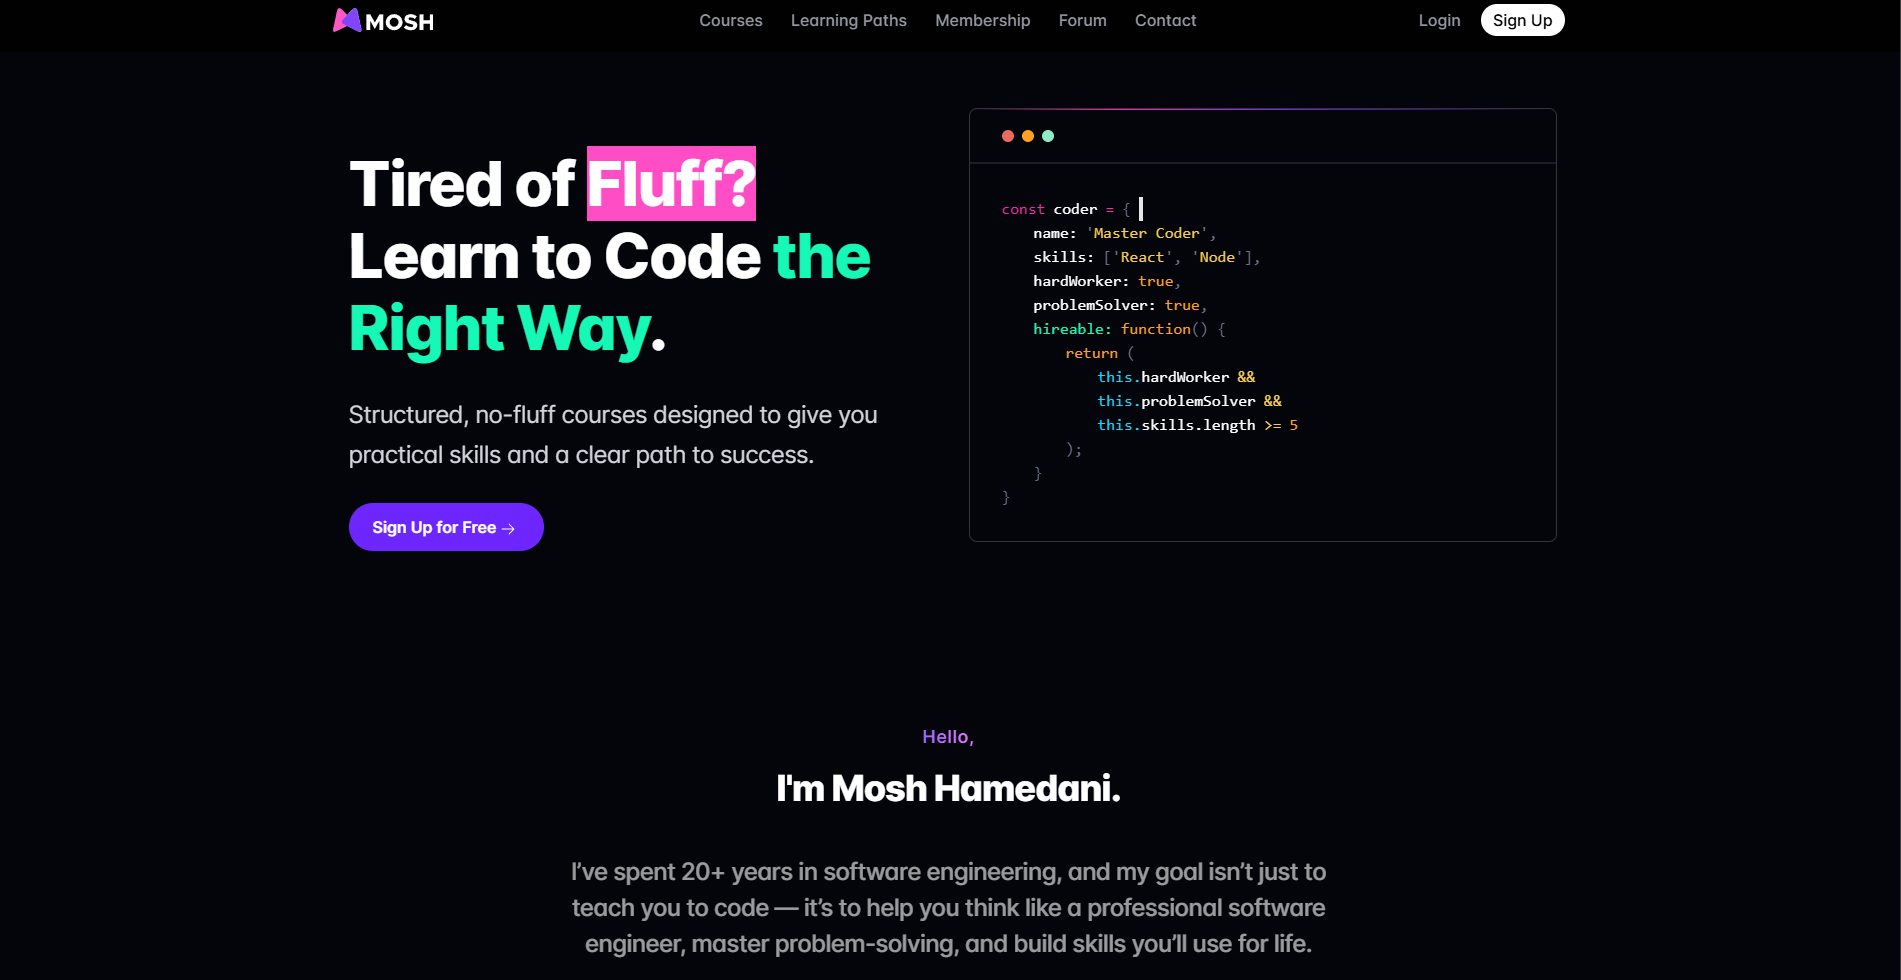 MOSH
Courses
Learning Paths
Membership
Forum
Contact
Login
Sign Up
Tired of Fluff?
Learn to Code the
Right Way.
Structured, no-fluff courses designed to give you
practical skills and a clear path to success.
Sign Up for Free →
const coder = {
name: 'Master Coder',
skills: ['React', 'Node'],
hardWorker: true,
problemSolver: true,
hireable: function() {
return (
this.hardWorker &&
this.problemSolver &&
this.skills.length >= 5
);
}
}
Hello,
I'm Mosh Hamedani.
I’ve spent 20+ years in software engineering, and my goal isn’t just to
teach you to code — it’s to help you think like a professional software
engineer, master problem-solving, and build skills you’ll use for life.